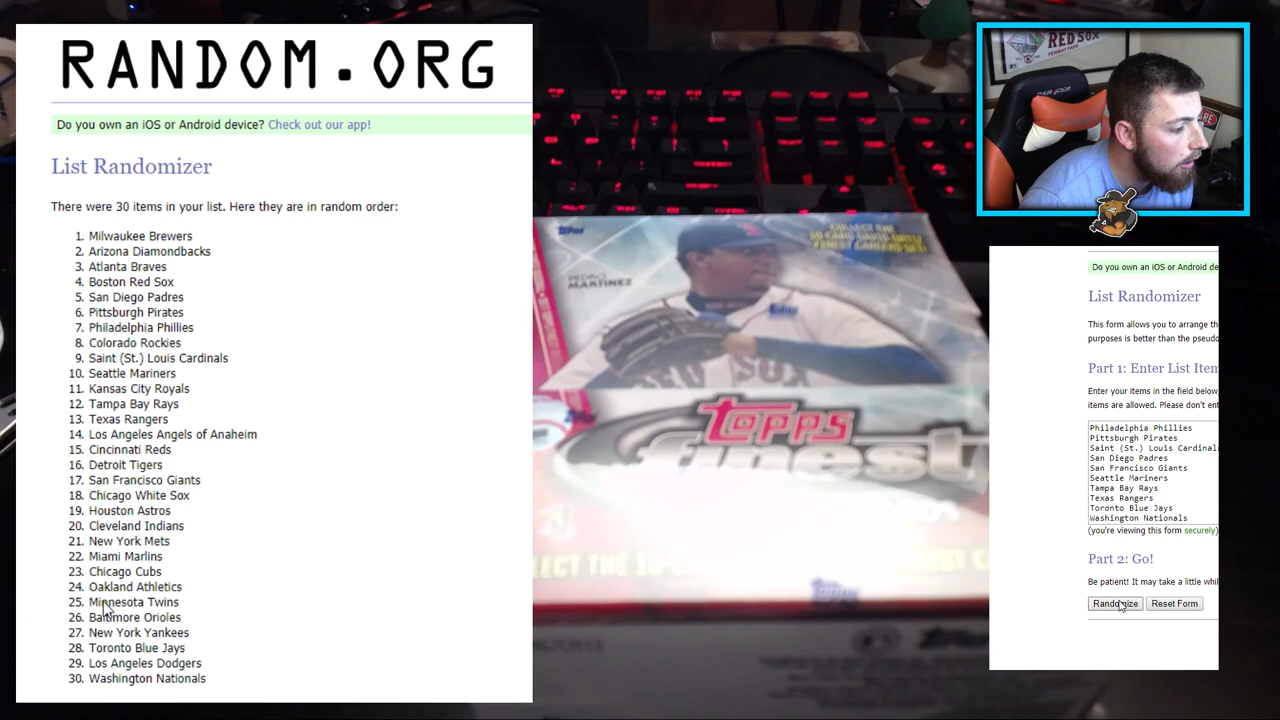 RANDOM.ORG
Do you own an iOS or Android device? Check out our app!
List Randomizer
There were 30 items in your list. Here they are in random order:
1. Milwaukee Brewers
2. Arizona Diamondbacks
3. Atlanta Braves
4. Boston Red Sox
5. San Diego Padres
6. Pittsburgh Pirates
7. Philadelphia Phillies
8. Colorado Rockies
9. Saint (St.) Louis Cardinals
10. Seattle Mariners
11. Kansas City Royals
12. Tampa Bay Rays
13. Texas Rangers
14. Los Angeles Angels of Anaheim
15. Cincinnati Reds
16. Detroit Tigers
17. San Francisco Giants
18. Chicago White Sox
19. Houston Astros
20. Cleveland Indians
21. New York Mets
22. Miami Marlins
23. Chicago Cubs
24. Oakland Athletics
25. Minnesota Twins
26. Baltimore Orioles
27. New York Yankees
28. Toronto Blue Jays
29. Los Angeles Dodgers
30. Washington Nationals
Topps
PEDRO
MARTINEZ
RED SOX
TOPPS
finest
Topps
RED SOX
FENWAY PARK
Do you own an iOS or Android de
List Randomizer
This form allows you to arrange th
purposes is better than the pseudo
Part 1: Enter List Item
Enter your items in the field below,
items are allowed. Please don't ent
Philadelphia Phillies
Pittsburgh Pirates
Saint (St.) Louis Cardinals
San Diego Padres
San Francisco Giants
Seattle Mariners
Tampa Bay Rays
Texas Rangers
Toronto Blue Jays
Washington Nationals
(you're viewing this form securely)
Part 2: Go!
Be patient! It may take a little whil
Randomize Reset Form